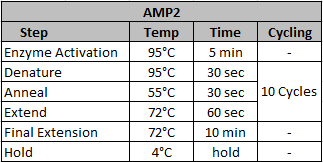 AMP2
Step Temp Time Cycling
Enzyme Activation 95°C 5 min -
Denature 95°C 30 sec
Anneal 55°C 30 sec 10 Cycles
Extend 72°C 60 sec
Final Extension 72°C 10 min -
Hold 4°C hold -